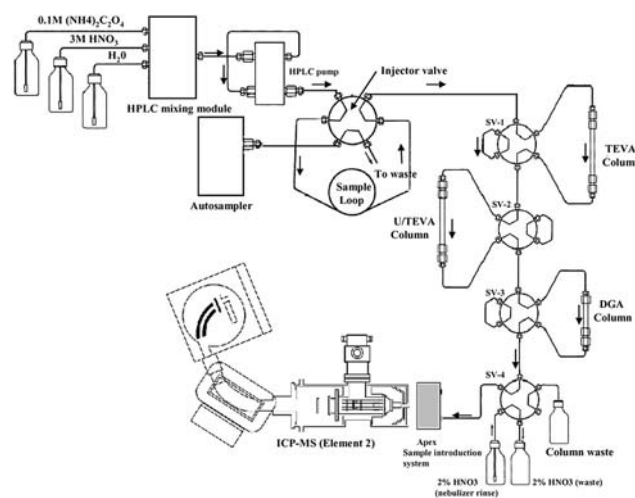 0.1M (NH4)₂C₂O₄
3M HNO₃
H₂0
HPLC mixing module
HPLC pump
Injector valve
To waste
Sample
Loop
Autosampler
SV-1
TEVA
Column
U/TEVA
Column
SV-2
SV-3
DGA
Column
SV-4
ICP-MS (Element 2)
Apex
Sample introduction
system
Column waste
2% HNO3
(nebulizer rinse)
2% HNO3 (waste)